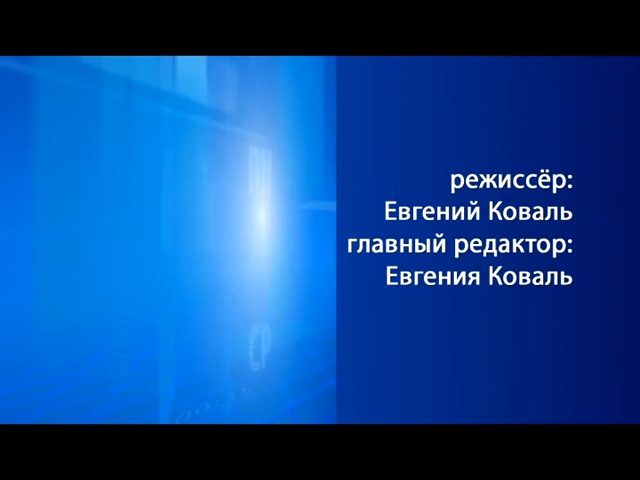 режиссёр:
Евгений Коваль
главный редактор:
Евгения Коваль